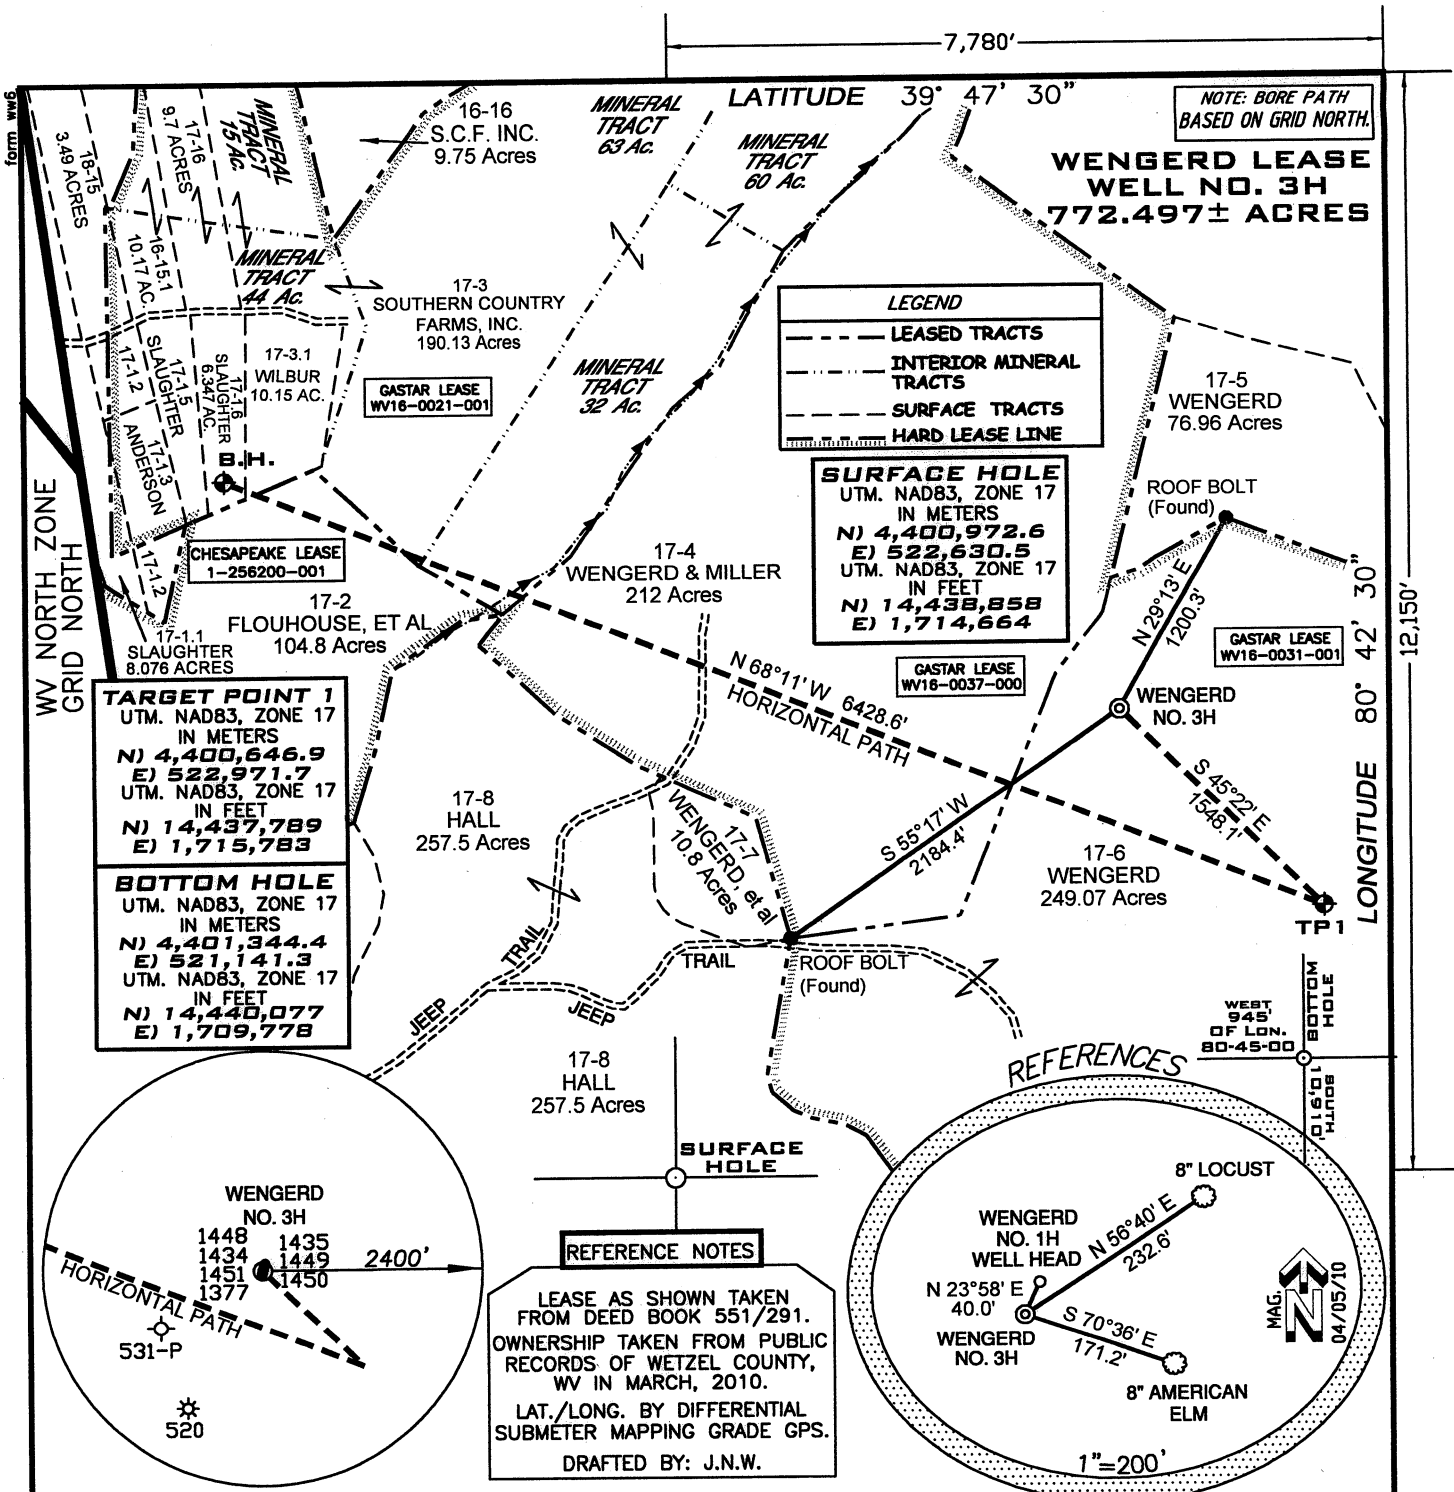 7,780'
form ww6
LATITUDE 39° 47' 30"
NOTE: BORE PATH
BASED ON GRID NORTH.
WENGERD LEASE
WELL NO. 3H
772.497± ACRES
18-15
3.49 ACRES
17-16
9.7 ACRES
MINERAL
TRACT
15 Ac.
16-16
S.C.F. INC.
9.75 Acres
MINERAL
TRACT
63 Ac.
MINERAL
TRACT
60 Ac.
16-15.1
10.17 AC.
MINERAL
TRACT
44 Ac.
17-3
SOUTHERN COUNTRY
FARMS, INC.
190.13 Acres
LEGEND
LEASED TRACTS
INTERIOR MINERAL
TRACTS
SURFACE TRACTS
HARD LEASE LINE
17-1.2
17-1.5
SLAUGHTER
17-1.6
SLAUGHTER
6.347 AC.
17-3.1
WILBUR
10.15 AC.
GASTAR LEASE
WV16-0021-001
MINERAL
TRACT
32 Ac.
17-5
WENGERD
76.96 Acres
17-1.3
ANDERSON
B.H.
SURFACE HOLE
UTM. NAD83, ZONE 17
IN METERS
N) 4,400,972.6
E) 522,630.5
UTM. NAD83, ZONE 17
IN FEET
N) 14,438,858
E) 1,714,664
ROOF BOLT
(Found)
WV NORTH ZONE
GRID NORTH
17-1.2
CHESAPEAKE LEASE
1-256200-001
17-4
WENGERD & MILLER
212 Acres
N 29°13' E
1200.3'
17-2
FLOUHOUSE, ET AL
104.8 Acres
17-1.1
SLAUGHTER
8.076 ACRES
GASTAR LEASE
WV16-0031-001
GASTAR LEASE
WV16-0037-000
LONGITUDE 80° 42' 30"
12,150'
N 68°11' W 6428.6'
HORIZONTAL PATH
WENGERD
NO. 3H
TARGET POINT 1
UTM. NAD83, ZONE 17
IN METERS
N) 4,400,646.9
E) 522,971.7
UTM. NAD83, ZONE 17
IN FEET
N) 14,437,789
E) 1,715,783
BOTTOM HOLE
UTM. NAD83, ZONE 17
IN METERS
N) 4,401,344.4
E) 521,141.3
UTM. NAD83, ZONE 17
IN FEET
N) 14,440,077
E) 1,709,778
17-8
HALL
257.5 Acres
17-7
WENGERD, et al
10.8 Acres
S 55°17' W
2184.4'
S 45°22' E
1548.1'
17-6
WENGERD
249.07 Acres
TP1
TRAIL
JEEP
JEEP
TRAIL
ROOF BOLT
(Found)
17-8
HALL
257.5 Acres
WEST
945'
OF LON.
80-45-00
BOTTOM
HOLE
SOUTH
10,910'
SURFACE
HOLE
WENGERD
NO. 3H
1448 1435
1434 1449
1451 1450
1377
2400'
HORIZONTAL PATH
531-P
520
REFERENCE NOTES
LEASE AS SHOWN TAKEN
FROM DEED BOOK 551/291.
OWNERSHIP TAKEN FROM PUBLIC
RECORDS OF WETZEL COUNTY,
WV IN MARCH, 2010.
LAT./LONG. BY DIFFERENTIAL
SUBMETER MAPPING GRADE GPS.
DRAFTED BY: J.N.W.
REFERENCES
8" LOCUST
WENGERD
NO. 1H
WELL HEAD
N 56°40' E
232.6'
N 23°58' E
40.0'
WENGERD
NO. 3H
S 70°36' E
171.2'
8" AMERICAN
ELM
MAG.
N
04/05/10
1"=200'